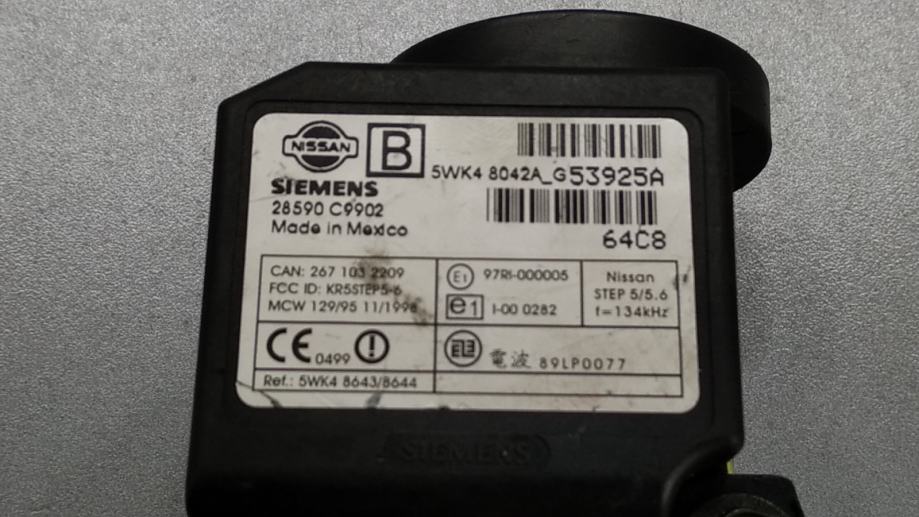 NISSAN
B
5WK4 8042A_G53925A
SIEMENS
28590 C9902
Made in Mexico
64C8
CAN: 267 103 2209
FCC ID: KR5STEP5-6
MCW 129/95 11/1996
E1 97RI-000005
e1 I-00 0282
Nissan
STEP 5/5.6
f=134kHz
CE 0499
電波 89LP0077
Ref.: 5WK4 8643/8644
SIEMENS